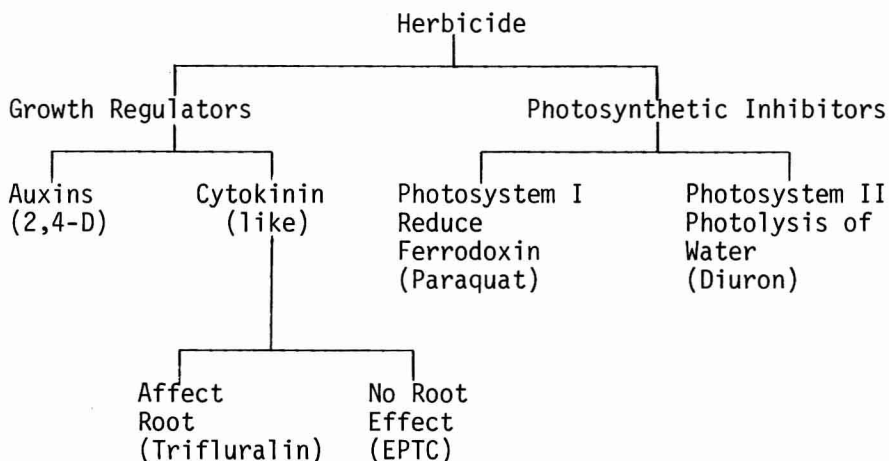 Herbicide
Growth Regulators
Photosynthetic Inhibitors
Auxins
(2,4-D)
Cytokinin
(like)
Photosystem I
Reduce
Ferrodoxin
(Paraquat)
Photosystem II
Photolysis of
Water
(Diuron)
Affect
Root
(Trifluralin)
No Root
Effect
(EPTC)